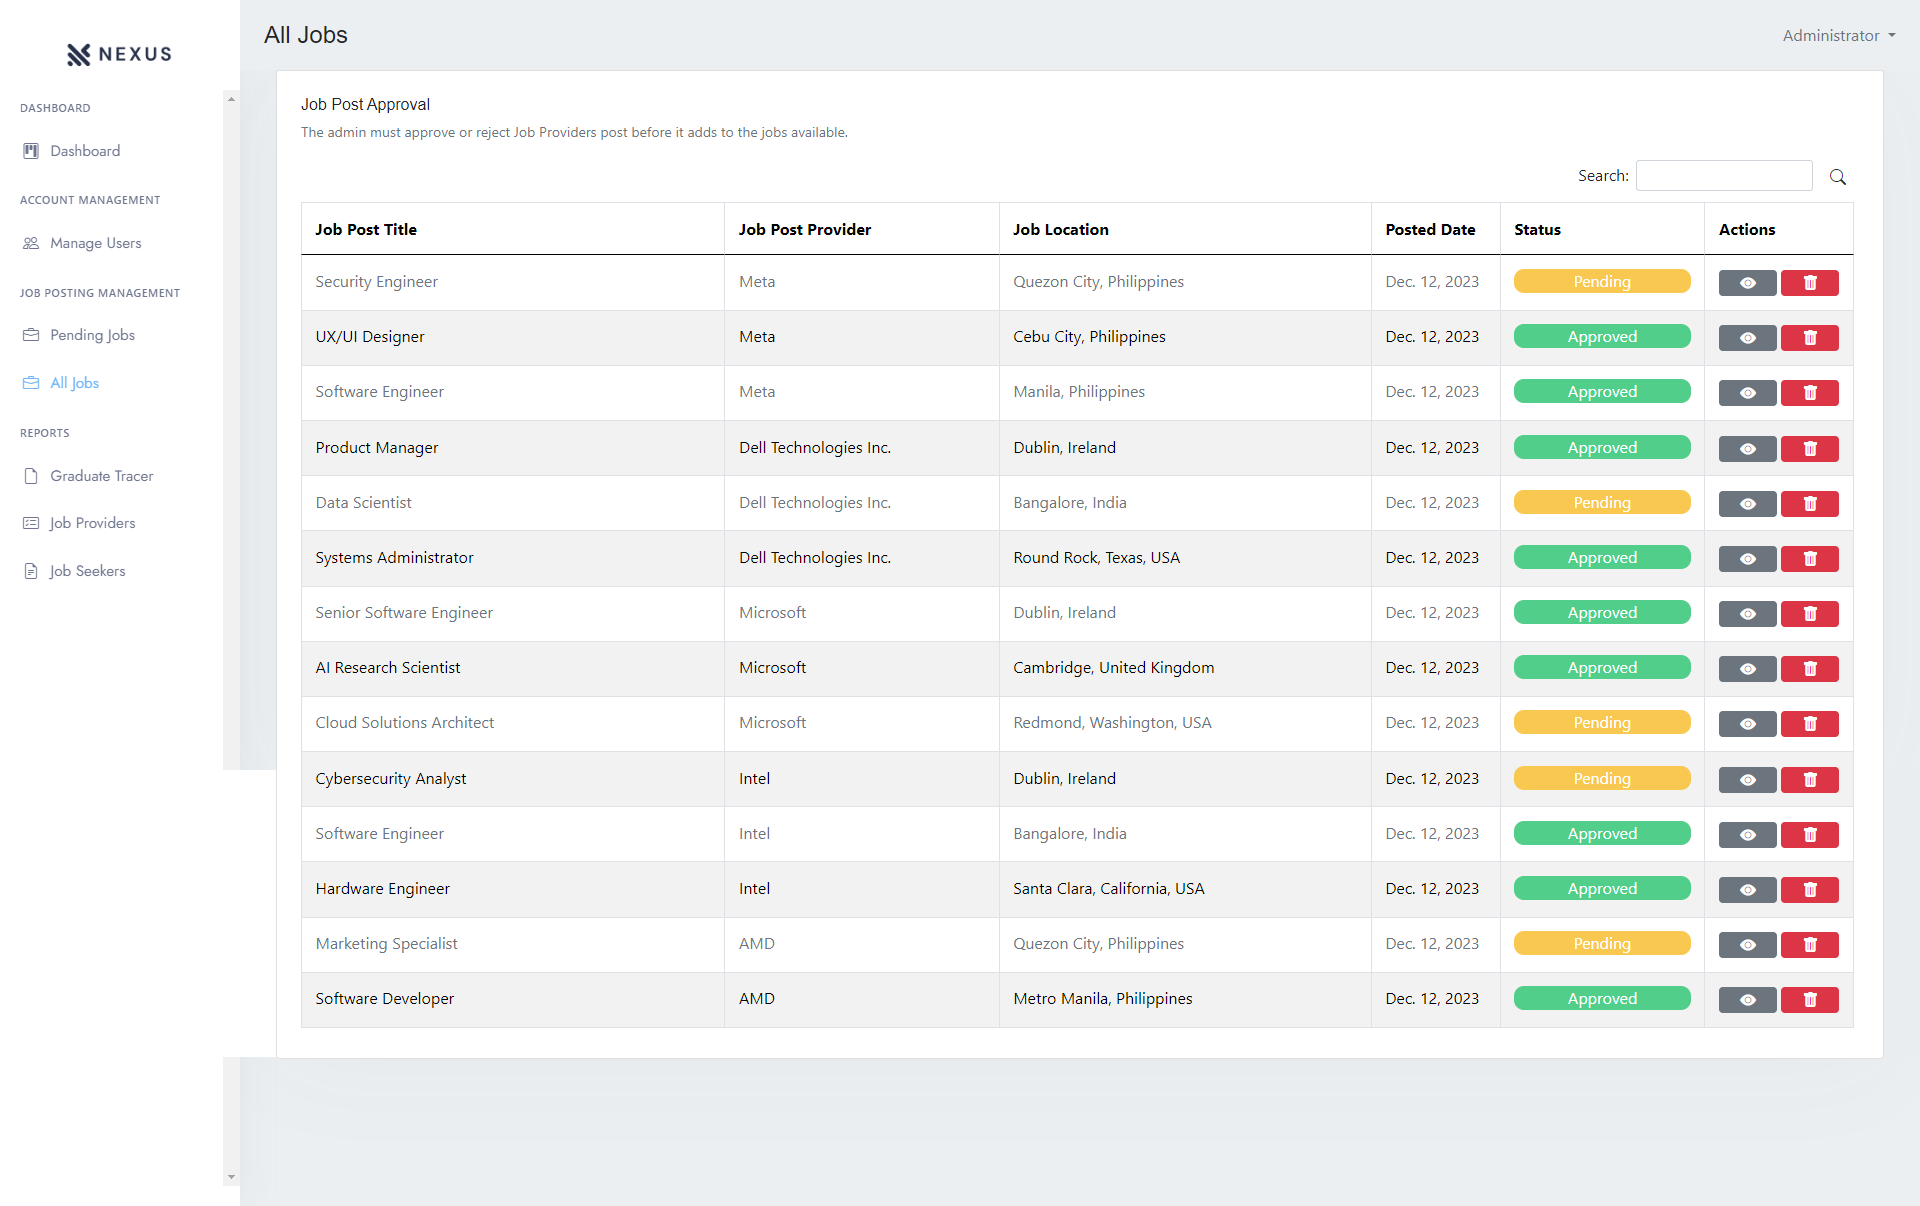 NEXUS
DASHBOARD
Dashboard
ACCOUNT MANAGEMENT
Manage Users
JOB POSTING MANAGEMENT
Pending Jobs
All Jobs
REPORTS
Graduate Tracer
Job Providers
Job Seekers
All Jobs
Administrator
Job Post Approval
The admin must approve or reject Job Providers post before it adds to the jobs available.
Search:
Job Post Title Job Post Provider Job Location Posted Date Status Actions
Security Engineer Meta Quezon City, Philippines Dec. 12, 2023 Pending
UX/UI Designer Meta Cebu City, Philippines Dec. 12, 2023 Approved
Software Engineer Meta Manila, Philippines Dec. 12, 2023 Approved
Product Manager Dell Technologies Inc. Dublin, Ireland Dec. 12, 2023 Approved
Data Scientist Dell Technologies Inc. Bangalore, India Dec. 12, 2023 Pending
Systems Administrator Dell Technologies Inc. Round Rock, Texas, USA Dec. 12, 2023 Approved
Senior Software Engineer Microsoft Dublin, Ireland Dec. 12, 2023 Approved
AI Research Scientist Microsoft Cambridge, United Kingdom Dec. 12, 2023 Approved
Cloud Solutions Architect Microsoft Redmond, Washington, USA Dec. 12, 2023 Pending
Cybersecurity Analyst Intel Dublin, Ireland Dec. 12, 2023 Pending
Software Engineer Intel Bangalore, India Dec. 12, 2023 Approved
Hardware Engineer Intel Santa Clara, California, USA Dec. 12, 2023 Approved
Marketing Specialist AMD Quezon City, Philippines Dec. 12, 2023 Pending
Software Developer AMD Metro Manila, Philippines Dec. 12, 2023 Approved